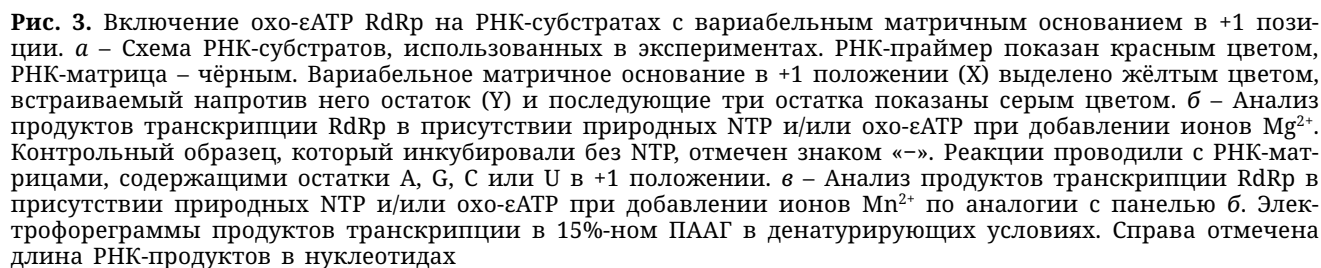 Рис. 3. Включение oxo-εATP RdRp на РНК-субстратах с вариабельным матричным основанием в +1 пози-
ции. а – Схема РНК-субстратов, использованных в экспериментах. РНК-праймер показан красным цветом,
РНК-матрица – чёрным. Вариабельное матричное основание в +1 положении (X) выделено жёлтым цветом,
встраиваемый напротив него остаток (Y) и последующие три остатка показаны серым цветом. б – Анализ
продуктов транскрипции RdRp в присутствии природных NTP и/или oxo-εATP при добавлении ионов Mg²⁺.
Контрольный образец, который инкубировали без NTP, отмечен знаком «−». Реакции проводили с РНК-мат-
рицами, содержащими остатки A, G, C или U в +1 положении. в – Анализ продуктов транскрипции RdRp в
присутствии природных NTP и/или oxo-εATP при добавлении ионов Mn²⁺ по аналогии с панелью б. Элек-
трофореграммы продуктов транскрипции в 15%-ном ПААГ в денатурирующих условиях. Справа отмечена
длина РНК-продуктов в нуклеотидах